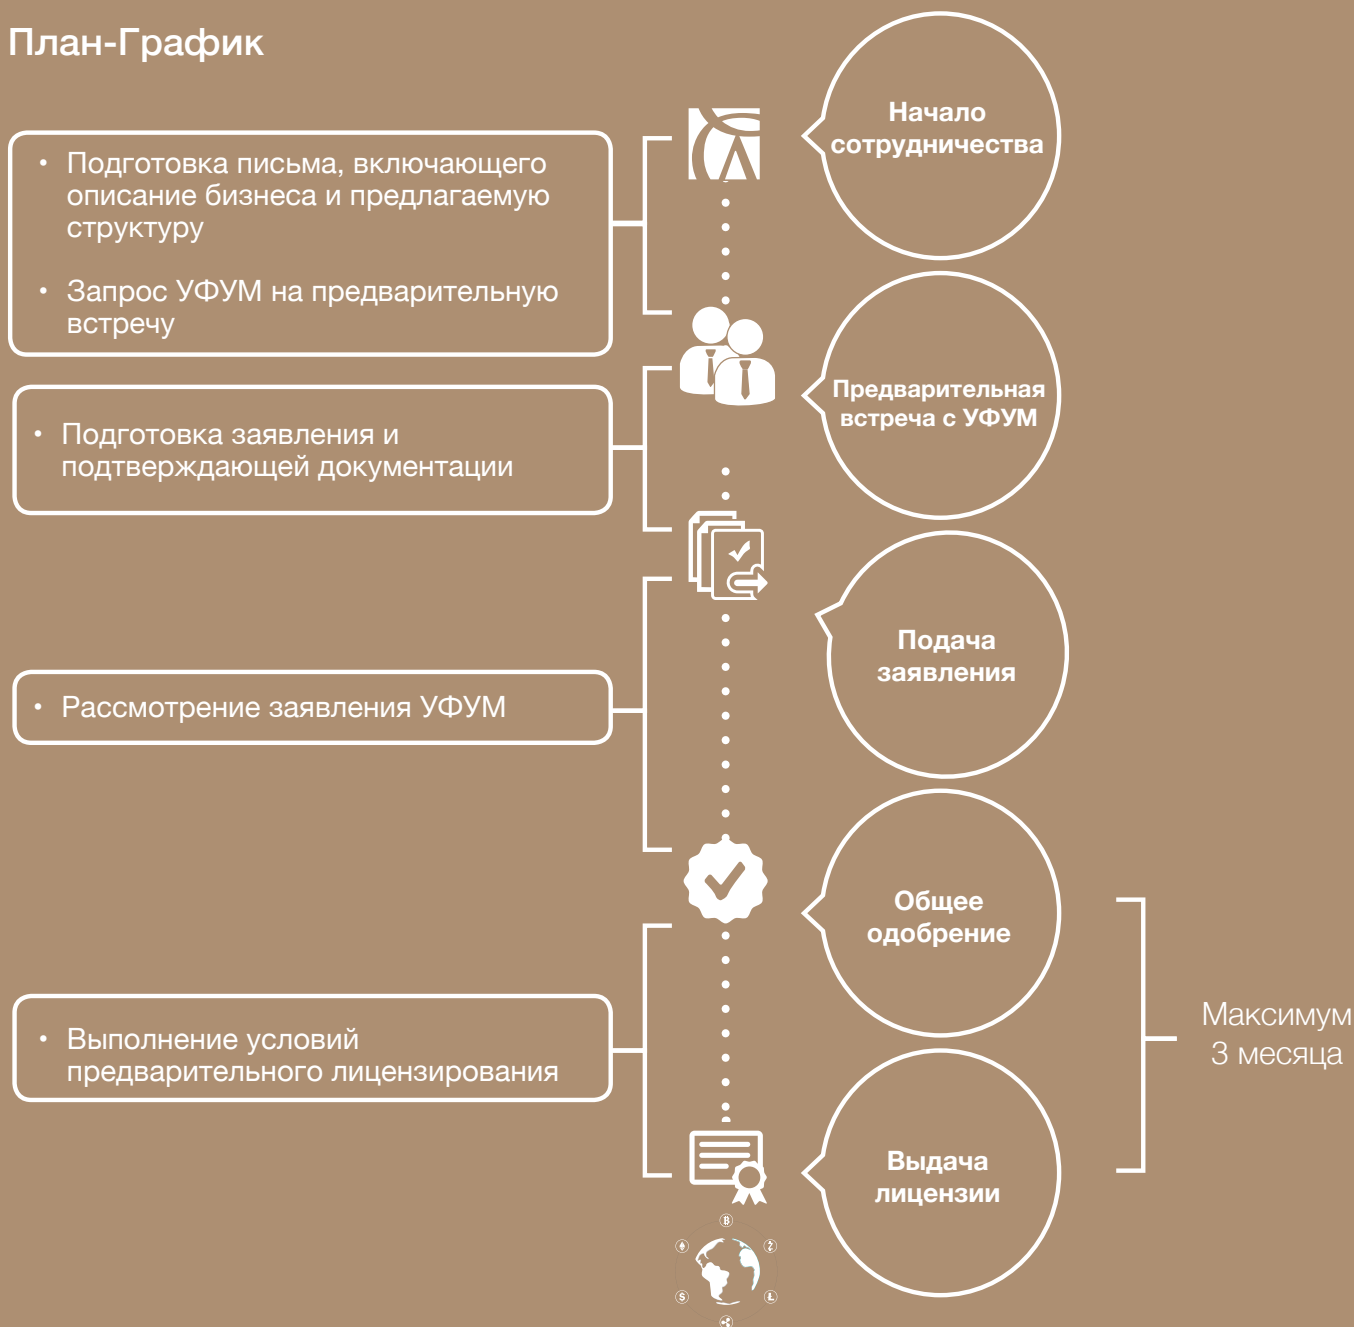 План-График
Начало
сотрудничества
• Подготовка письма, включающего
описание бизнеса и предлагаемую
структуру
• Запрос УФУМ на предварительную
встречу
Предварительная
встреча с УФУМ
• Подготовка заявления и
подтверждающей документации
Подача
заявления
• Рассмотрение заявления УФУМ
Общее
одобрение
• Выполнение условий
предварительного лицензирования
Максимум
3 месяца
Выдача
лицензии